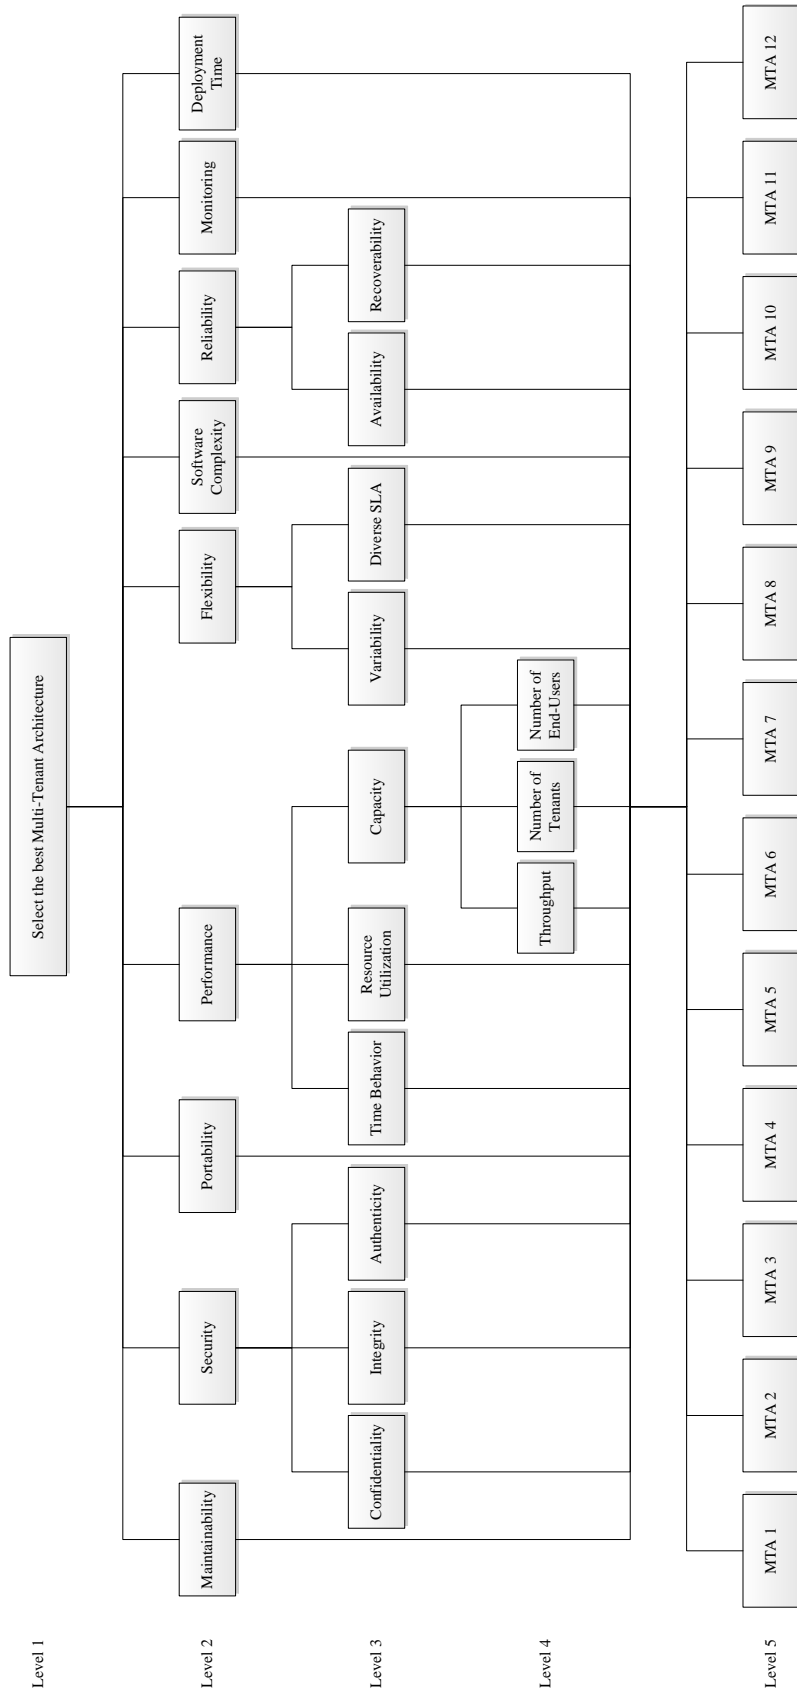 Level 1
Select the best Multi-Tenant Architecture
Level 2
Maintainability
Security
Portability
Performance
Flexibility
Software
Complexity
Reliability
Monitoring
Deployment
Time
Level 3
Confidentiality
Integrity
Authenticity
Time Behavior
Resource
Utilization
Capacity
Variability
Diverse SLA
Availability
Recoverability
Level 4
Throughput
Number of
Tenants
Number of
End-Users
Level 5
MTA 1
MTA 2
MTA 3
MTA 4
MTA 5
MTA 6
MTA 7
MTA 8
MTA 9
MTA 10
MTA 11
MTA 12